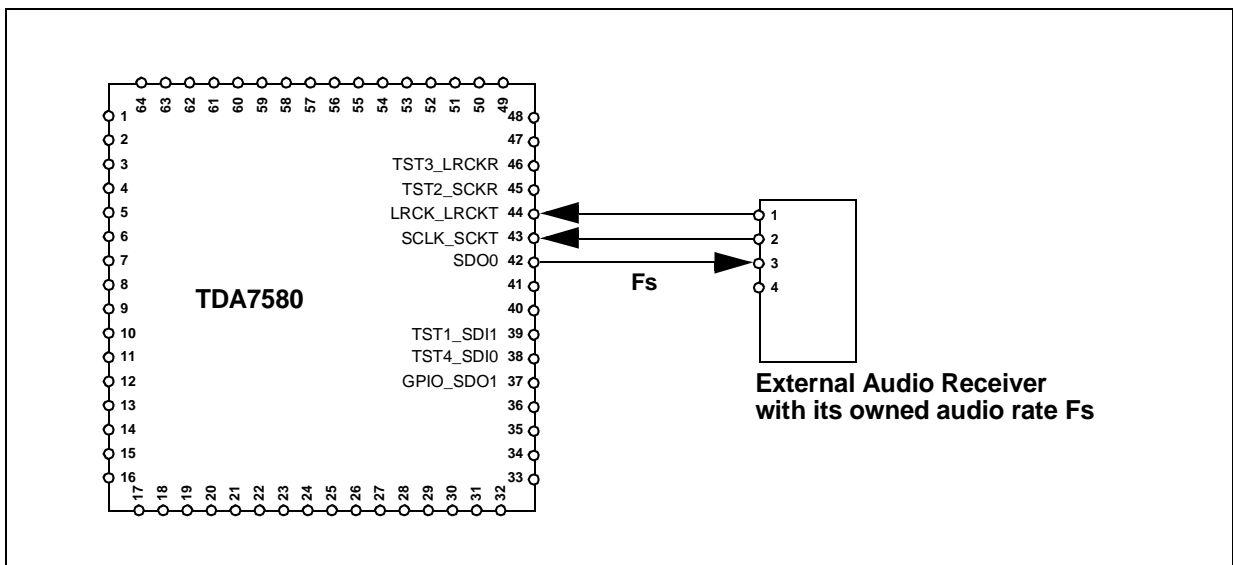 64 63 62 61 60 59 58 57 56 55 54 53 52 51 50 49
1
2
3
4
5
6
7
8
9
10
11
12
13
14
15
16
TDA7580
48
47
TST3_LRCKR 46
TST2_SCKR 45
LRCK_LRCKT 44
SCLK_SCKT 43
SDO0 42
41
40
TST1_SDI1 39
TST4_SDI0 38
GPIO_SDO1 37
36
35
34
33
17 18 19 20 21 22 23 24 25 26 27 28 29 30 31 32
Fs
1
2
3
4
External Audio Receiver
with its owned audio rate Fs